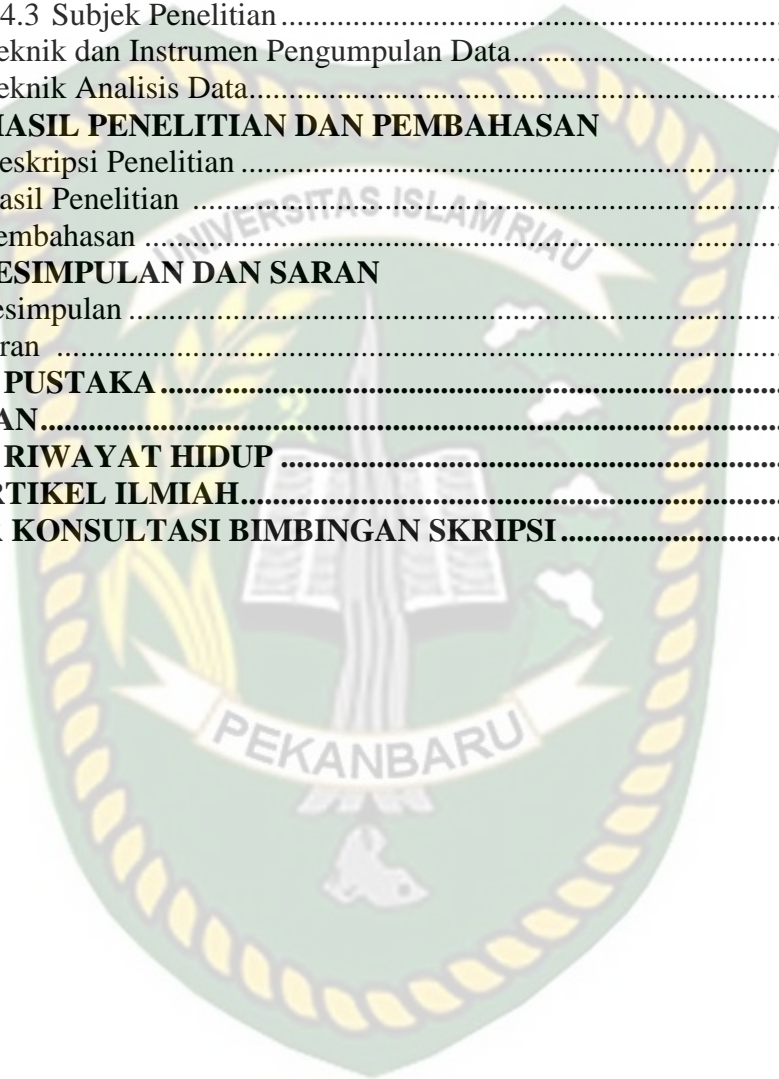 4.3 Subjek Penelitian ........................................
eknik dan Instrumen Pengumpulan Data ........................................
eknik Analisis Data ........................................
HASIL PENELITIAN DAN PEMBAHASAN
eskripsi Penelitian ........................................
asil Penelitian ........................................
embahasan ........................................
ESIMPULAN DAN SARAN
esimpulan ........................................
ran ........................................
PUSTAKA ........................................
AN ........................................
RIWAYAT HIDUP ........................................
RTIKEL ILMIAH ........................................
R KONSULTASI BIMBINGAN SKRIPSI ........................................
UNIVERSITAS ISLAM RIAU
PEKANBARU